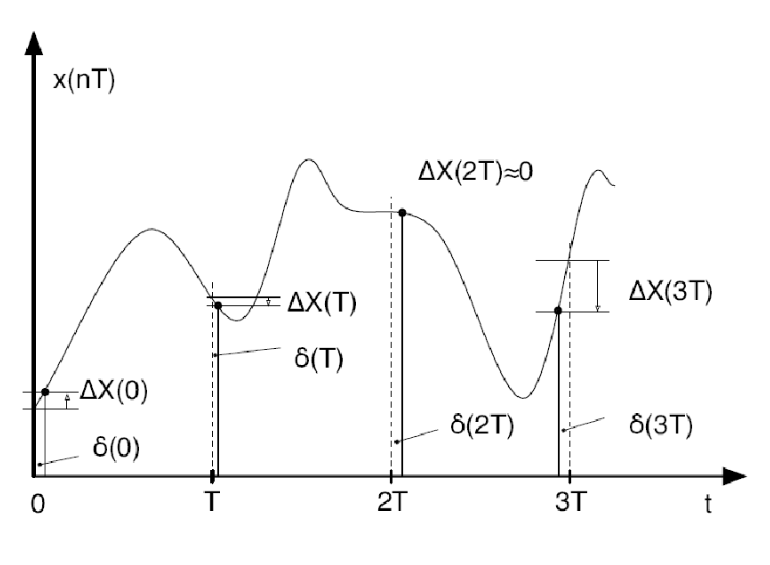 x(nT)
ΔX(2T)≈0
ΔX(T)
ΔX(3T)
δ(T)
ΔX(0)
δ(0)
δ(2T)
δ(3T)
0
T
2T
3T
t